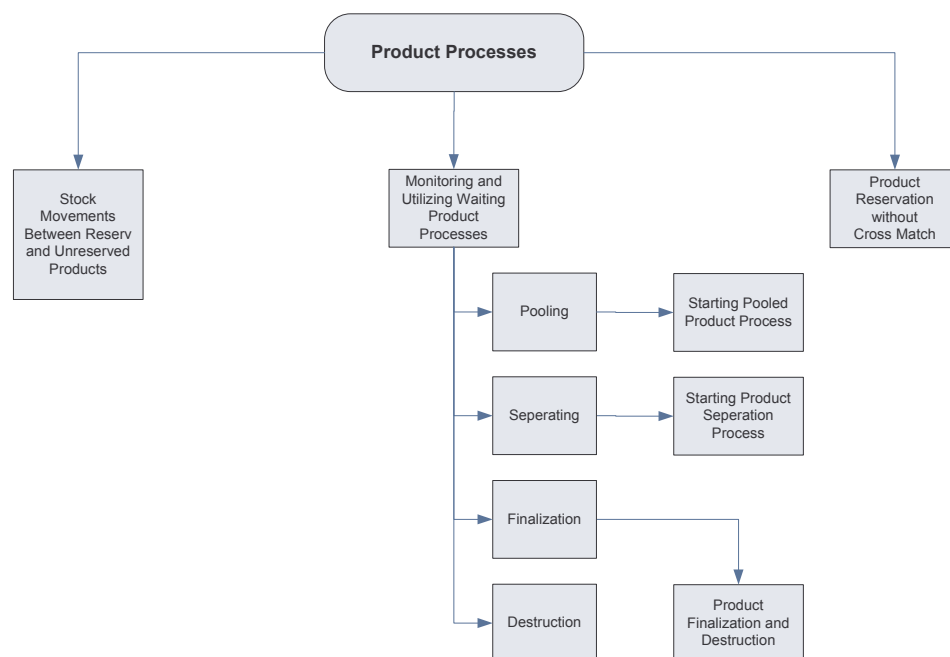 Product Processes
Stock
Movements
Between Reserv
and Unreserved
Products
Monitoring and
Utilizing Waiting
Product
Processes
Product
Reservation
without
Cross Match
Pooling
Starting Pooled
Product Process
Seperating
Starting Product
Seperation
Process
Finalization
Destruction
Product
Finalization and
Destruction